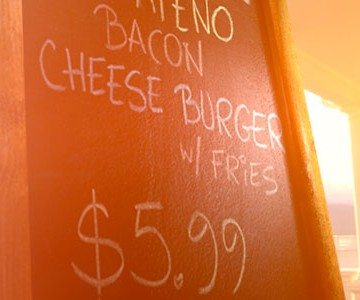 BACON
CHEESE BURGER
W/ FRIES
$5.99